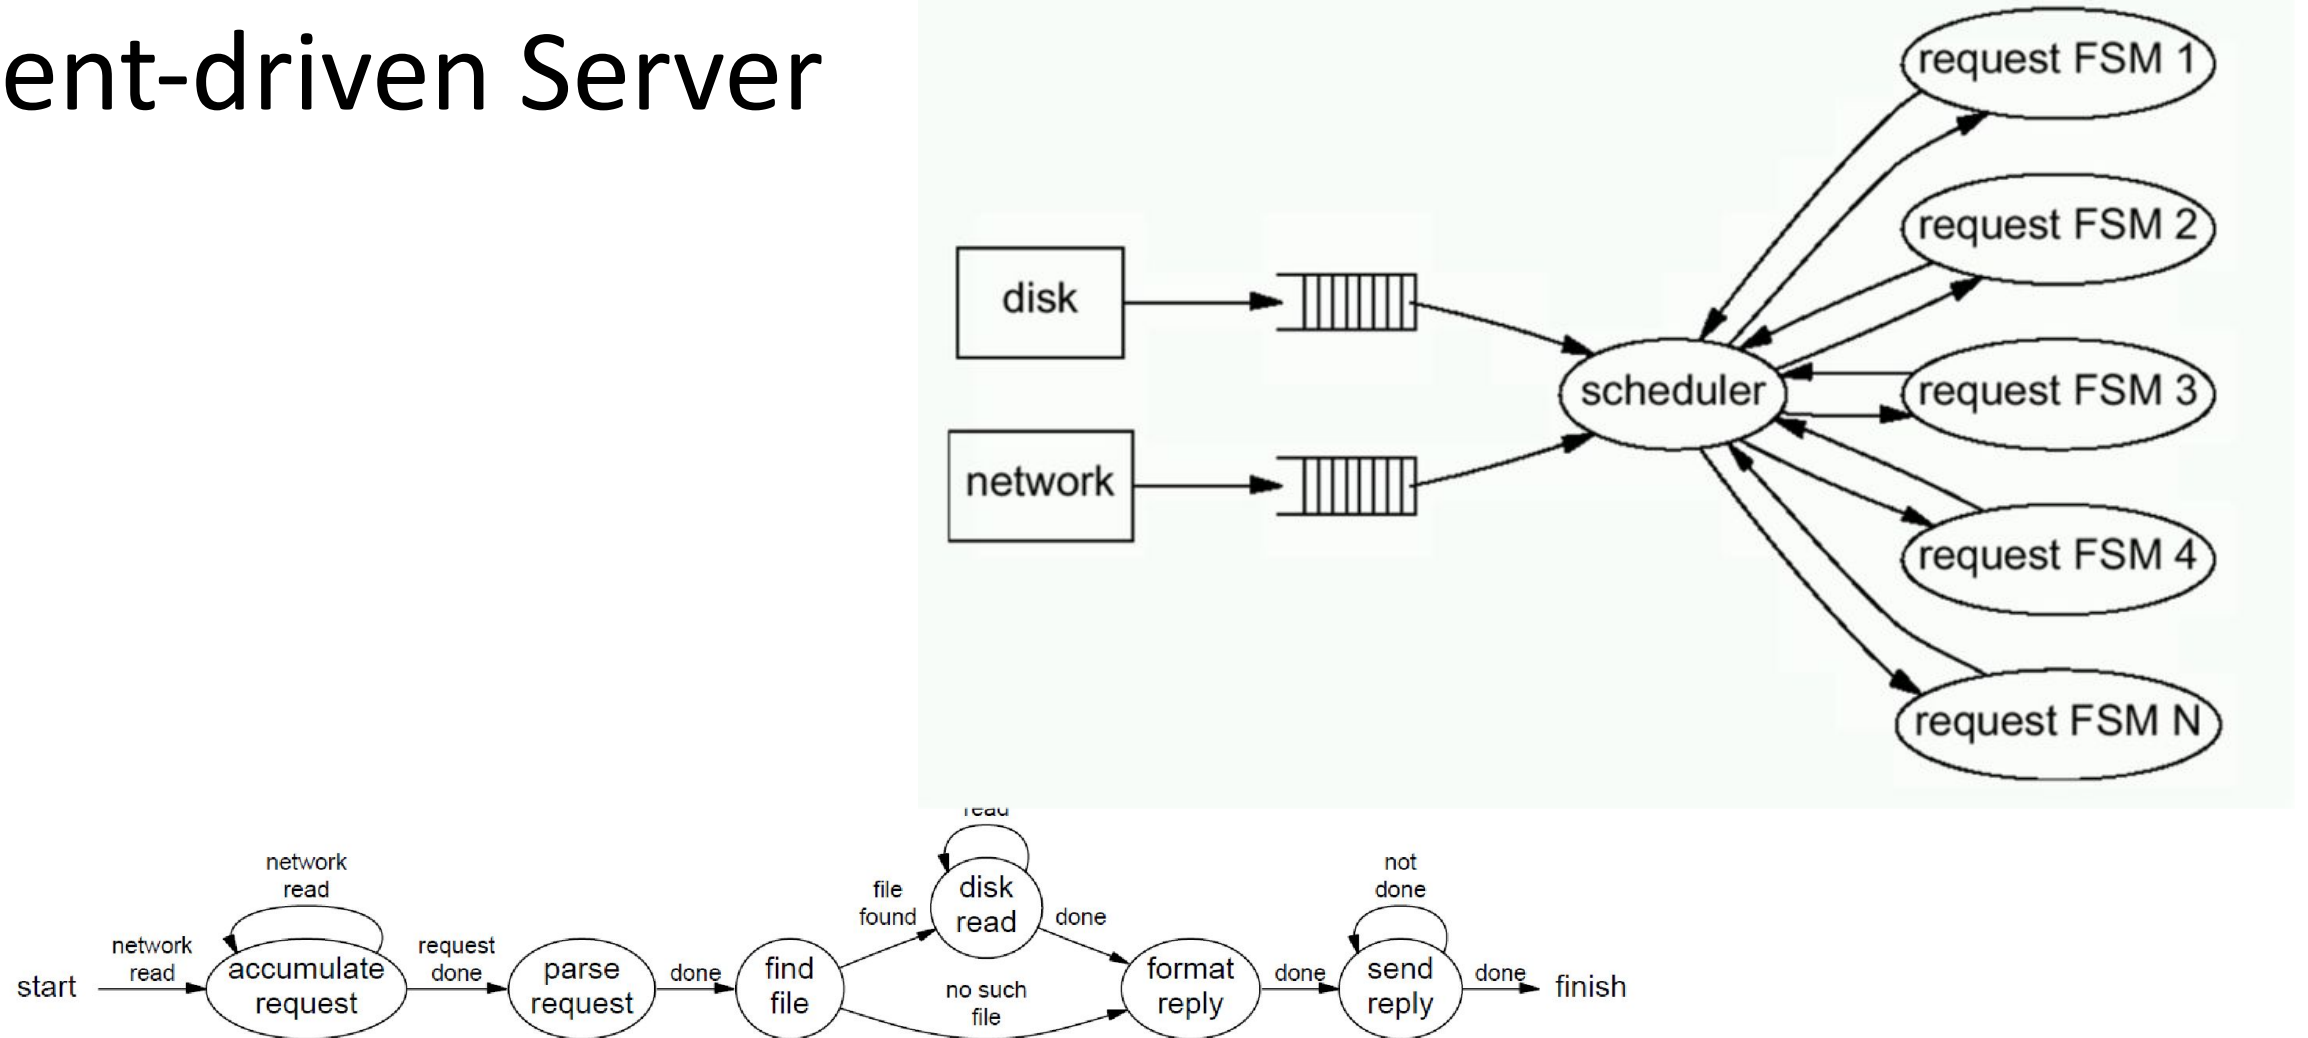 ent-driven Server
request FSM 1
request FSM 2
disk
scheduler
request FSM 3
network
request FSM 4
request FSM N
read
network
read
not
done
file
found
disk
read
done
network
read
request
done
start
accumulate
request
parse
request
done
find
file
no such
file
format
reply
done
send
reply
done
finish